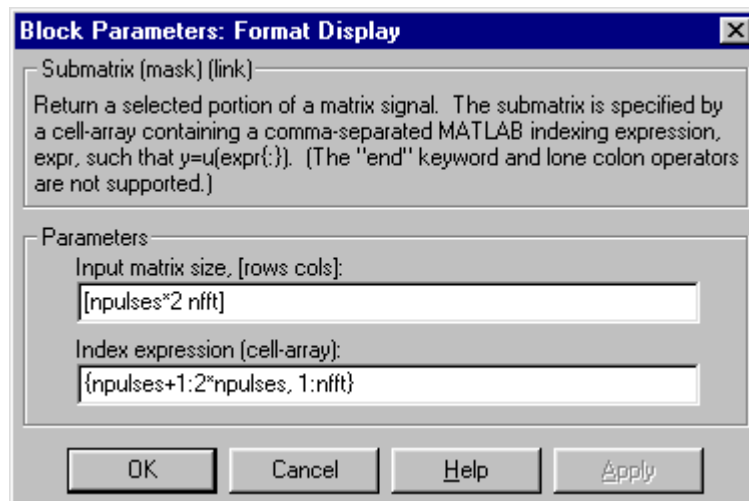 Block Parameters: Format Display
Submatrix (mask) (link)
Return a selected portion of a matrix signal.  The submatrix is specified by
a cell-array containing a comma-separated MATLAB indexing expression,
expr, such that y=u(expr{:}).  (The "end" keyword and lone colon operators
are not supported.)
Parameters
Input matrix size, [rows cols]:
[npulses*2 nfft]
Index expression (cell-array):
{npulses+1:2*npulses, 1:nfft}
OK Cancel Help Apply